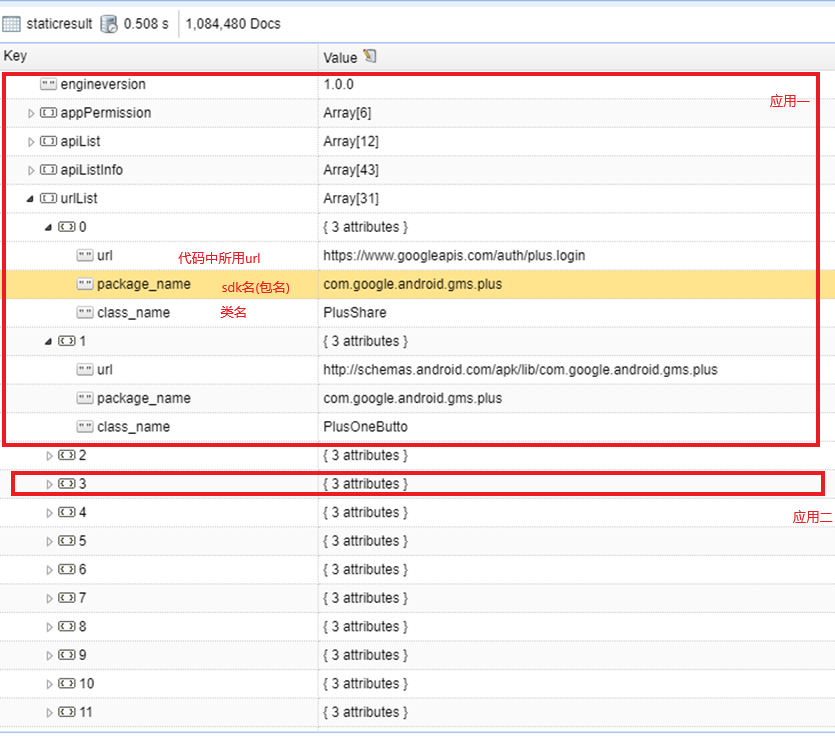 staticresult 0.508 s 1,084,480 Docs
Key Value
engineversion 1.0.0
应用一
appPermission Array[6]
apiList Array[12]
apiListInfo Array[43]
urlList Array[31]
0 { 3 attributes }
url 代码中所用url https://www.googleapis.com/auth/plus.login
package_name sdk名(包名) com.google.android.gms.plus
class_name 类名 PlusShare
1 { 3 attributes }
url http://schemas.android.com/apk/lib/com.google.android.gms.plus
package_name com.google.android.gms.plus
class_name PlusOneButto
2 { 3 attributes }
3 { 3 attributes }
4 { 3 attributes }
应用二
5 { 3 attributes }
6 { 3 attributes }
7 { 3 attributes }
8 { 3 attributes }
9 { 3 attributes }
10 { 3 attributes }
11 { 3 attributes }